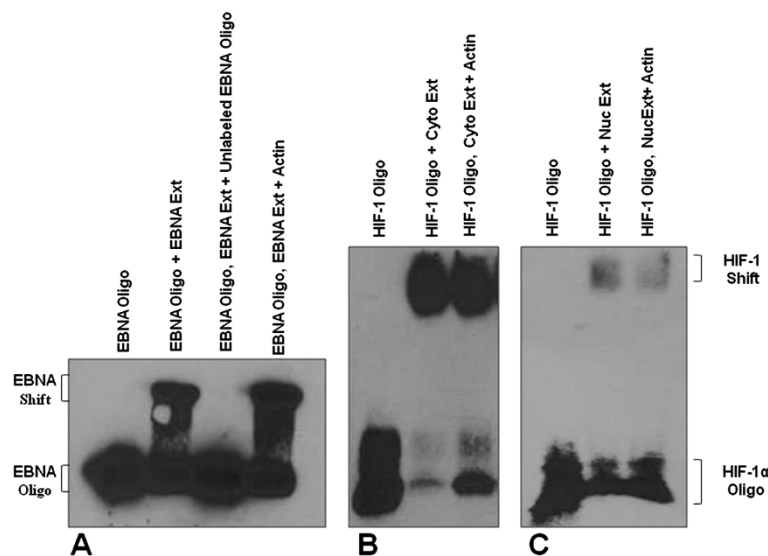 EBNA Oligo
EBNA Oligo + EBNA Ext
EBNA Oligo, EBNA Ext + Unlabeled EBNA Oligo
EBNA Oligo, EBNA Ext + Actin
EBNA
Shift
EBNA
Oligo
A
HIF-1 Oligo
HIF-1 Oligo + Cyto Ext
HIF-1 Oligo, Cyto Ext + Actin
B
HIF-1 Oligo
HIF-1 Oligo + Nuc Ext
HIF-1 Oligo, NucExt+ Actin
C
HIF-1
Shift
HIF-1α
Oligo